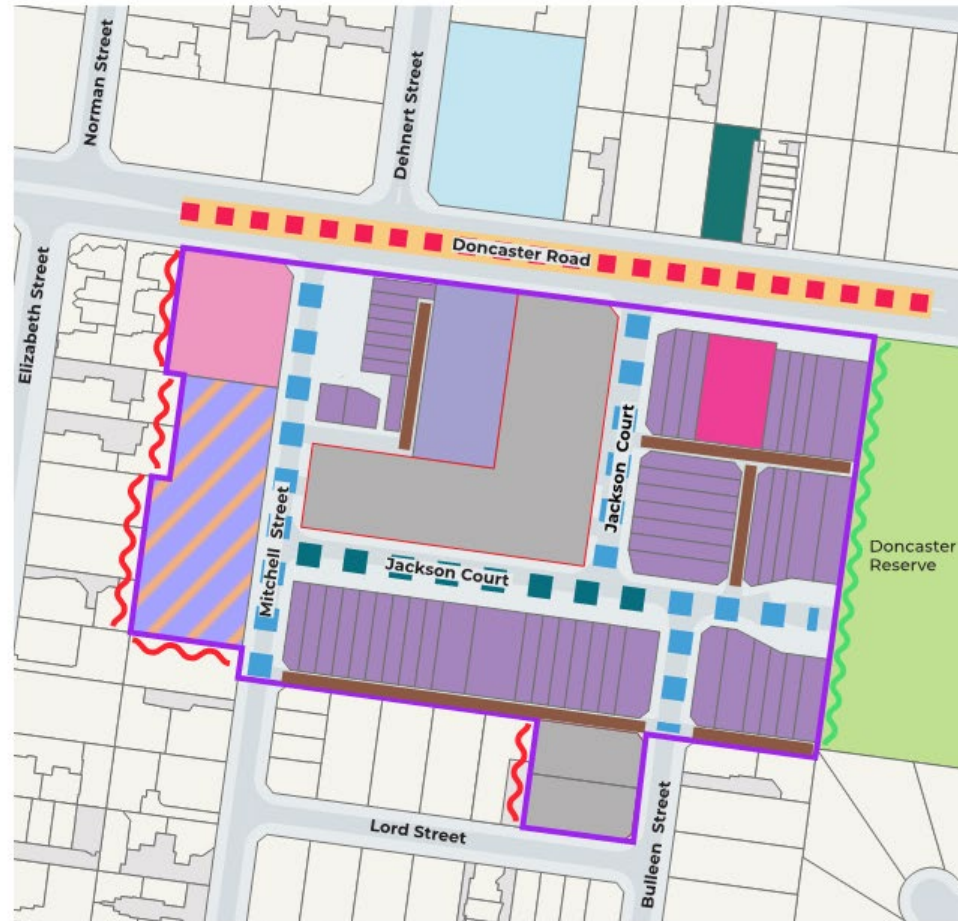 Norman Street
Dehnert Street
Doncaster Road
Elizabeth Street
Jackson Court
Mitchell Street
Jackson Court
Doncaster
Reserve
Lord Street
Bulleen Street